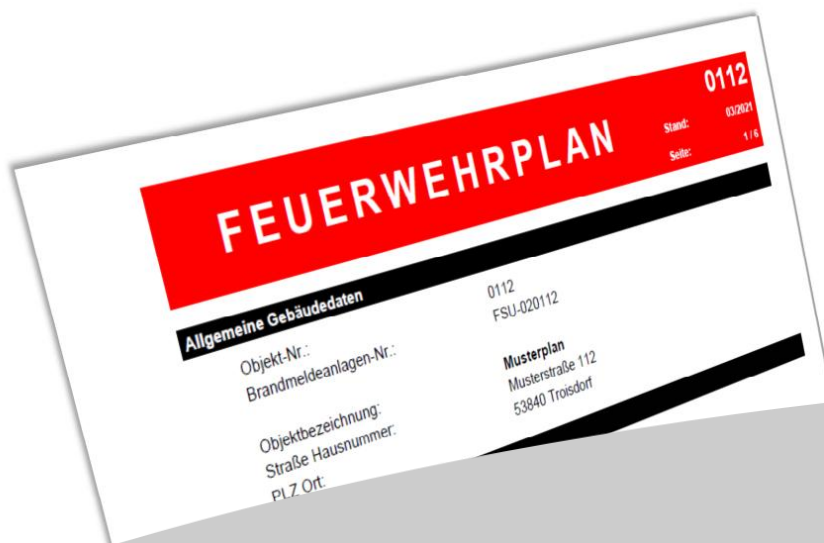 0112
FEUERWEHRPLAN
Stand: 03/2021
Seite: 1 / 6
Allgemeine Gebäudedaten
Objekt-Nr.: 0112
Brandmeldeanlagen-Nr.: FSU-020112
Objektbezeichnung: Musterplan
Straße Hausnummer: Musterstraße 112
PLZ Ort: 53840 Troisdorf